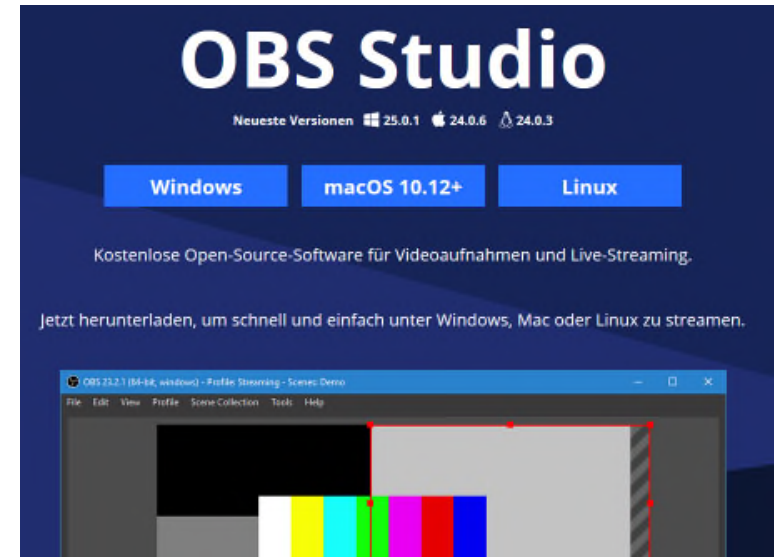 OBS Studio
Neueste Versionen 25.0.1 24.0.6 24.0.3
Windows macOS 10.12+ Linux
Kostenlose Open-Source-Software für Videoaufnahmen und Live-Streaming.
Jetzt herunterladen, um schnell und einfach unter Windows, Mac oder Linux zu streamen.
OBS 23.2.1 (64-bit, windows) - Profile: Streaming - Scenes: Demo
File Edit View Profile Scene Collection Tools Help